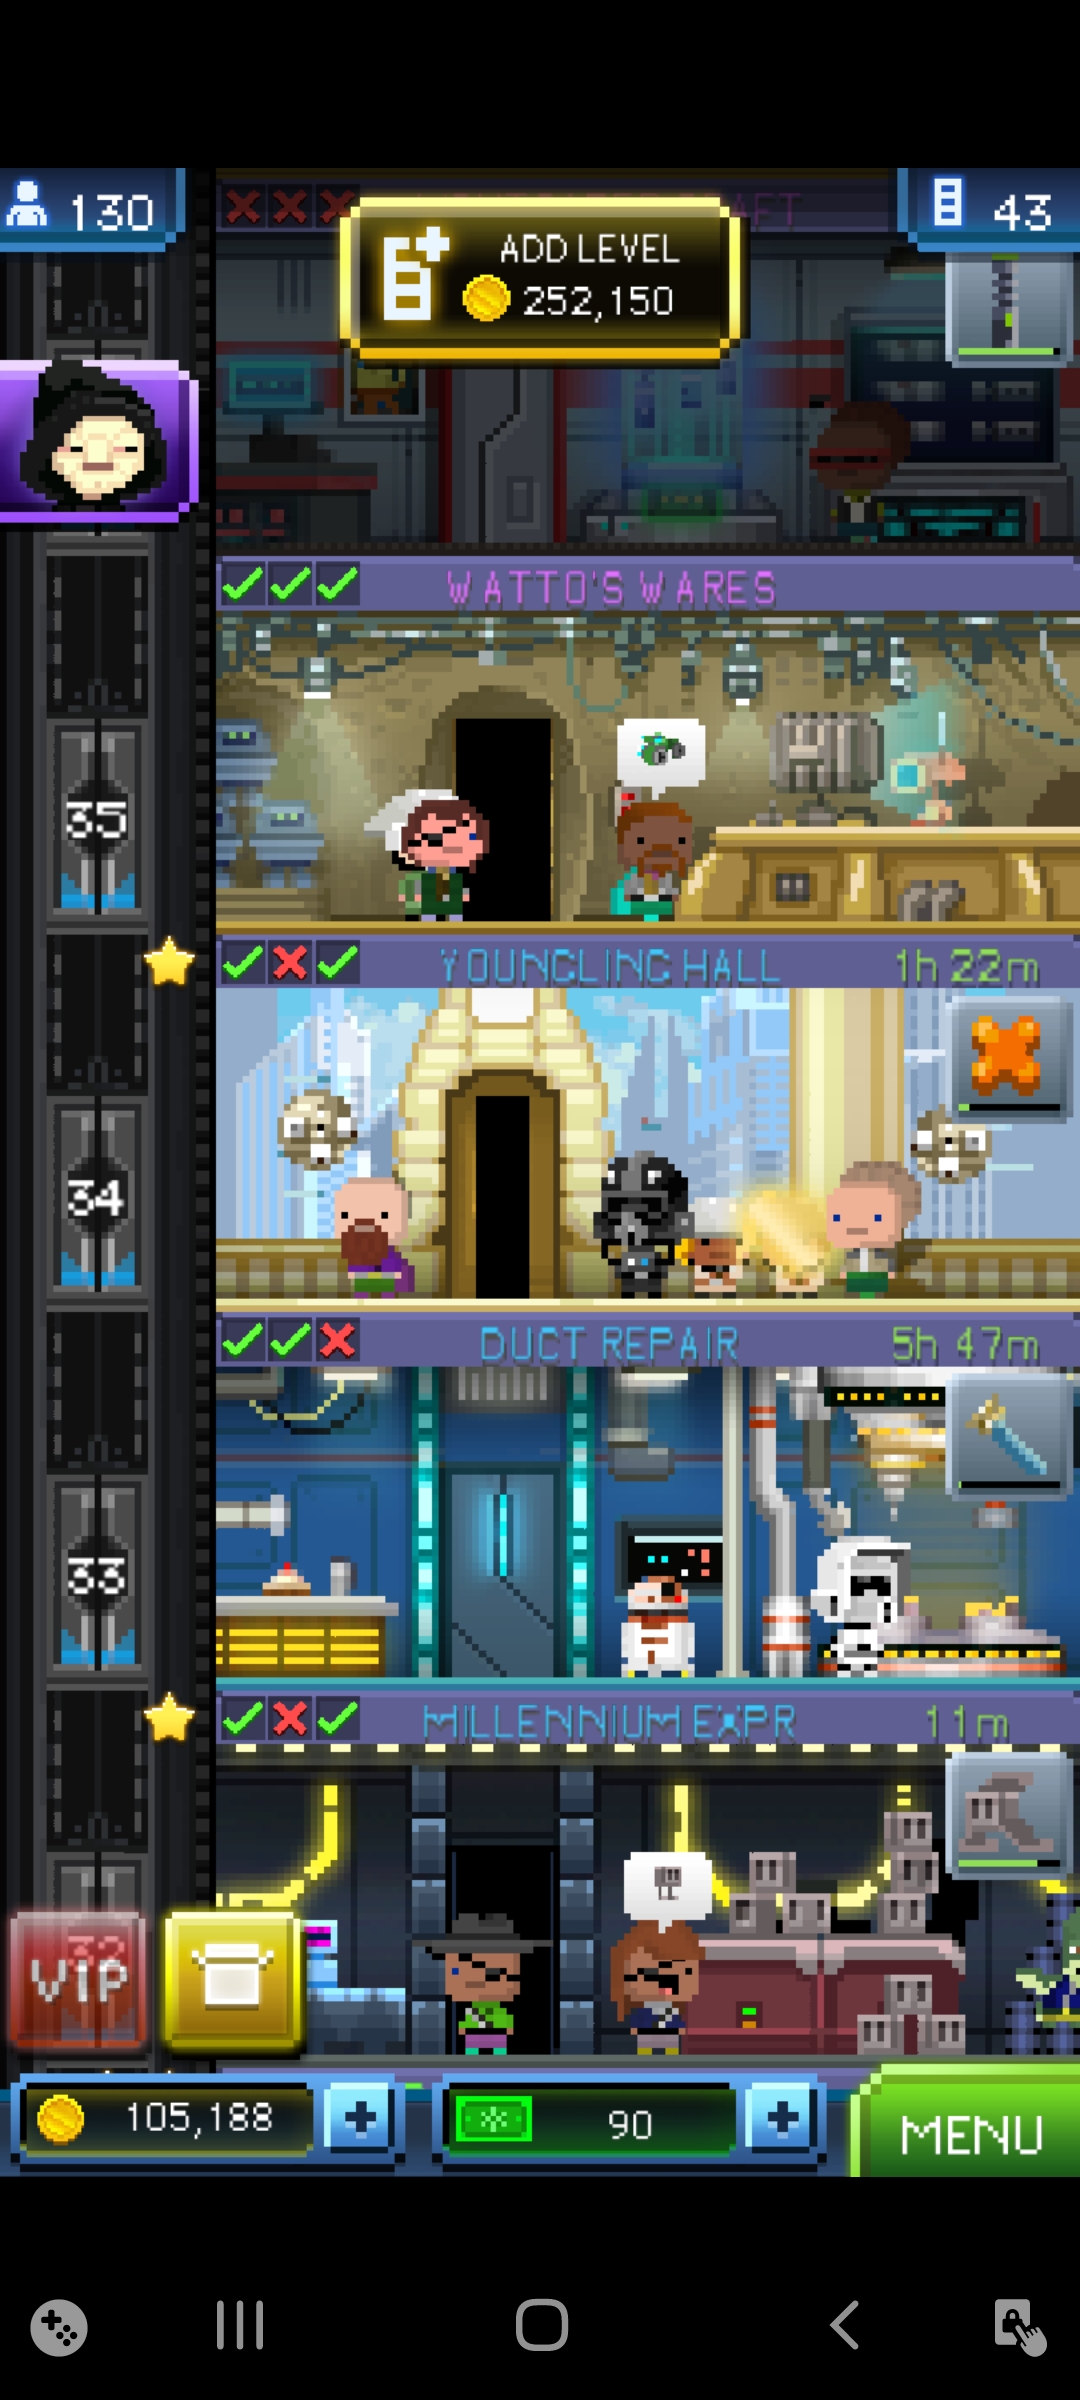 130
43
ADD LEVEL
252,150
WATTO'S WARES
35
YOUNGLING HALL 1h 22m
34
DUCT REPAIR 5h 47m
33
MILLENNIUM EXPR 11m
32
VIP
105,188
90
MENU